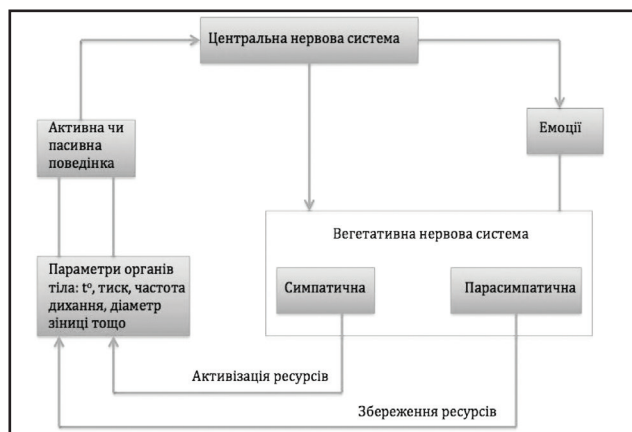 Центральна нервова система
Активна чи
пасивна
поведінка
Емоції
Вегетативна нервова система
Параметри органів
тіла: tº, тиск, частота
дихання, діаметр
зіниці тощо
Симпатична
Парасимпатична
Активізація ресурсів
Збереження ресурсів